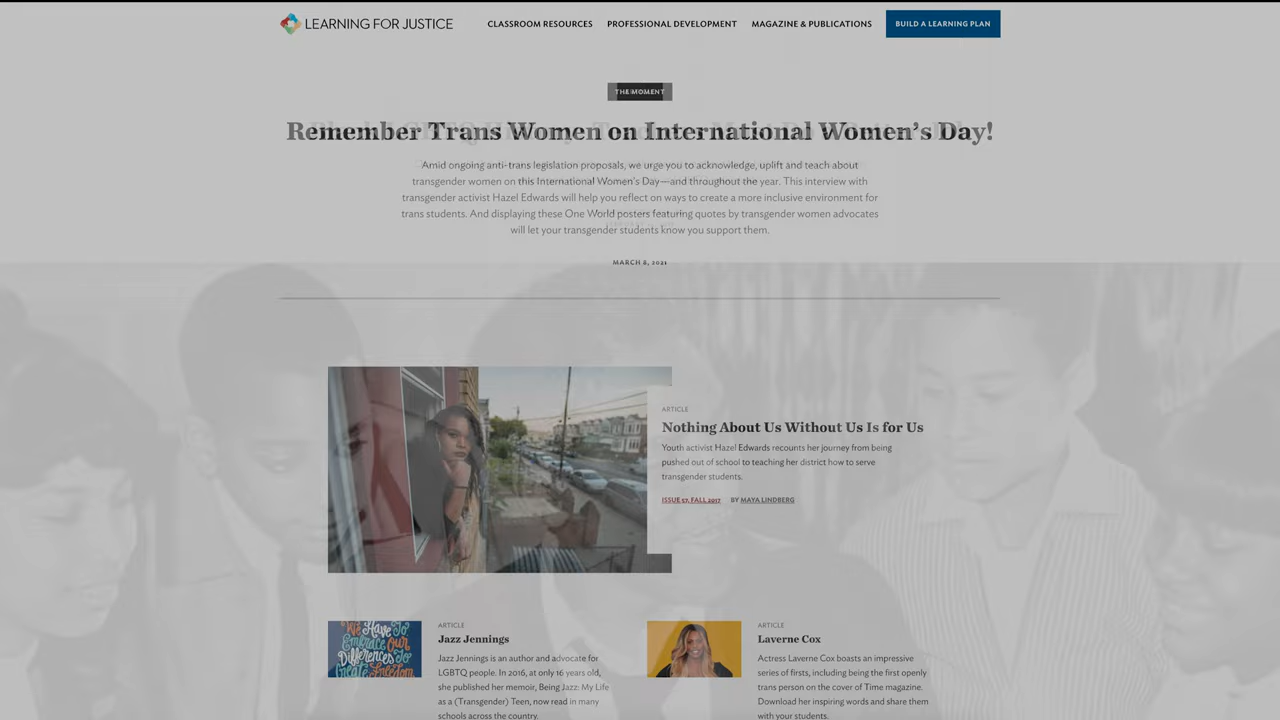 LEARNING FOR JUSTICE
CLASSROOM RESOURCES PROFESSIONAL DEVELOPMENT MAGAZINE & PUBLICATIONS BUILD A LEARNING PLAN
THE MOMENT
Remember Trans Women on International Women's Day!
Amid ongoing anti-trans legislation proposals, we urge you to acknowledge, uplift and teach about
transgender women on this International Women's Day—and throughout the year. This interview with
transgender activist Hazel Edwards will help you reflect on ways to create a more inclusive environment for
trans students. And displaying these One World posters featuring quotes by transgender women advocates
will let your transgender students know you support them.
MARCH 8, 2021
ARTICLE
Nothing About Us Without Us Is for Us
Youth activist Hazel Edwards recounts her journey from being
pushed out of school to teaching her district how to serve
transgender students.
ISSUE 57, FALL 2017 BY MAYA LINDBERG
We Have To
Embrace Our
Differences To
Create Freedom
ARTICLE
Jazz Jennings
Jazz Jennings is an author and advocate for
LGBTQ people. In 2016, at only 16 years old,
she published her memoir, Being Jazz: My Life
as a (Transgender) Teen, now read in many
schools across the country.
ARTICLE
Laverne Cox
Actress Laverne Cox boasts an impressive
series of firsts, including being the first openly
trans person on the cover of Time magazine.
Download her inspiring words and share them
with your students.